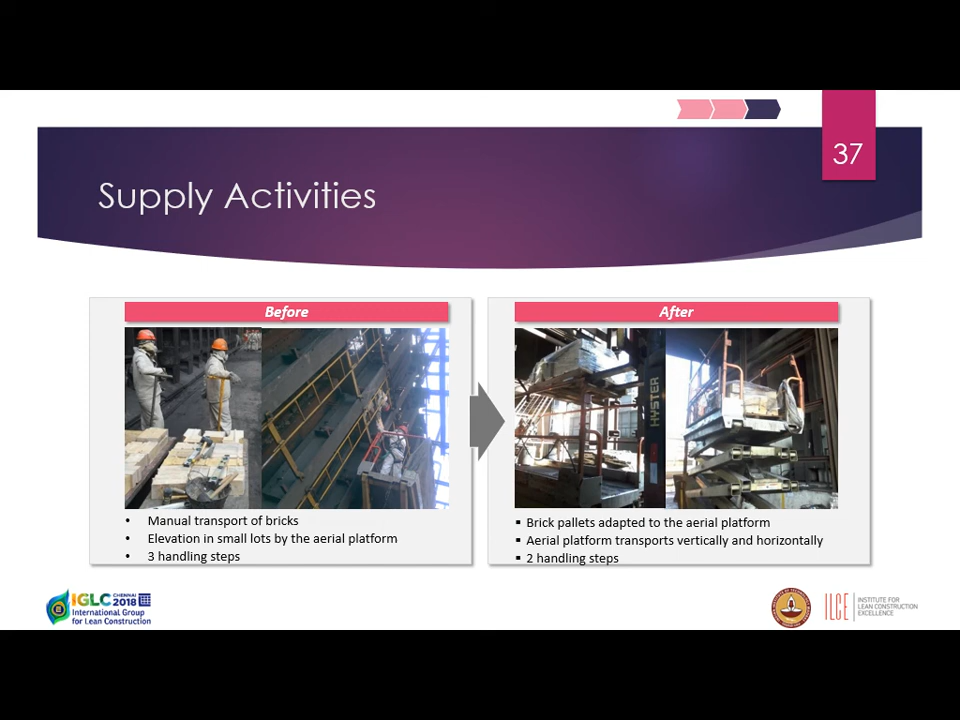 37
Supply Activities
Before
• Manual transport of bricks
• Elevation in small lots by the aerial platform
• 3 handling steps
After
HYSTER
▪ Brick pallets adapted to the aerial platform
▪ Aerial platform transports vertically and horizontally
▪ 2 handling steps
IGLC CHENNAI 2018
International Group
for Lean Construction
ILCE
INSTITUTE FOR
LEAN CONSTRUCTION
EXCELLENCE